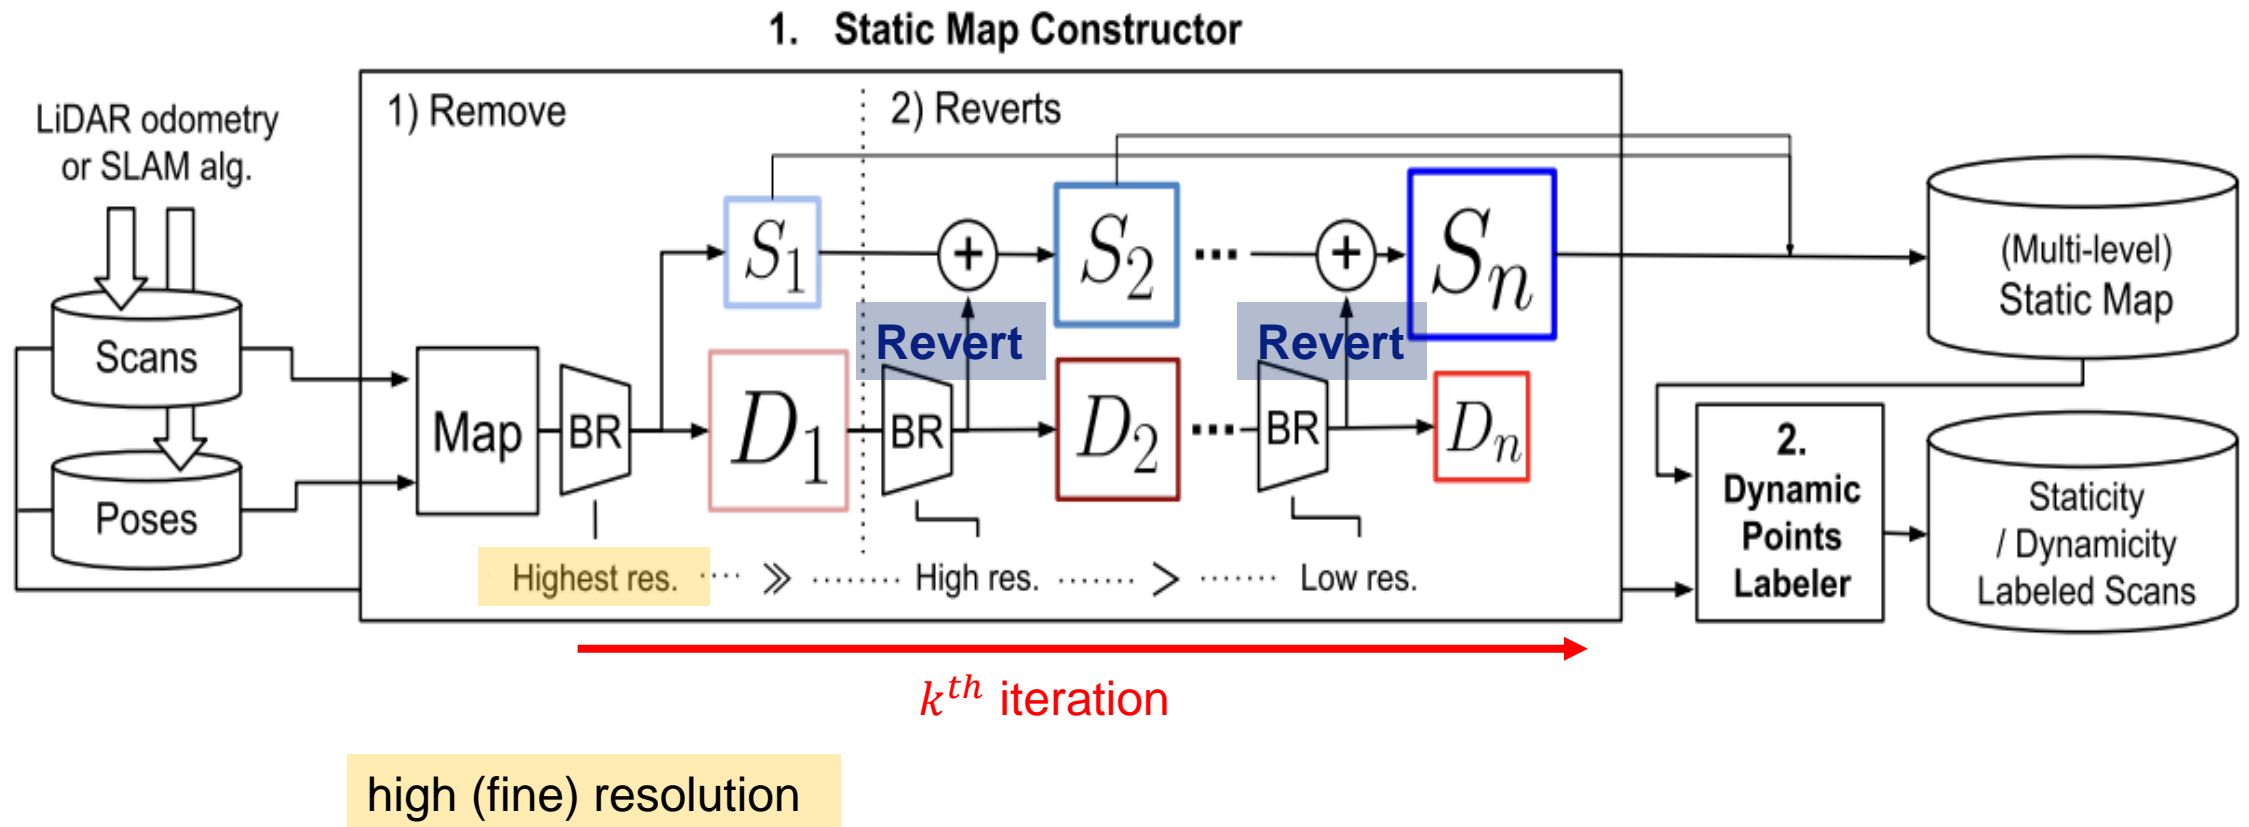 1. Static Map Constructor
LiDAR odometry
or SLAM alg.
1) Remove
2) Reverts
Scans
Poses
Map
BR
S1
D1
Revert
+
BR
S2
D2
...
...
Revert
+
BR
Sn
Dn
Highest res. ···· ≫ ········ High res. ······· > ······· Low res.
(Multi-level)
Static Map
2.
Dynamic
Points
Labeler
Staticity
/ Dynamicity
Labeled Scans
k^th iteration
high (fine) resolution